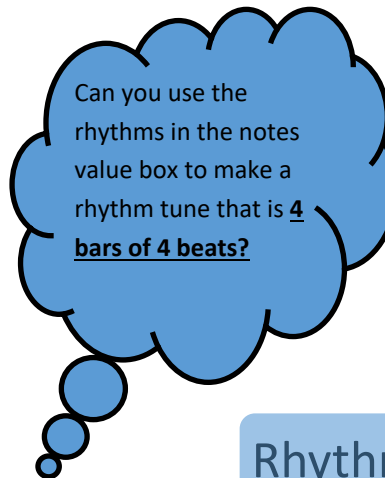 Can you use the
rhythms in the notes
value box to make a
rhythm tune that is 4
bars of 4 beats?